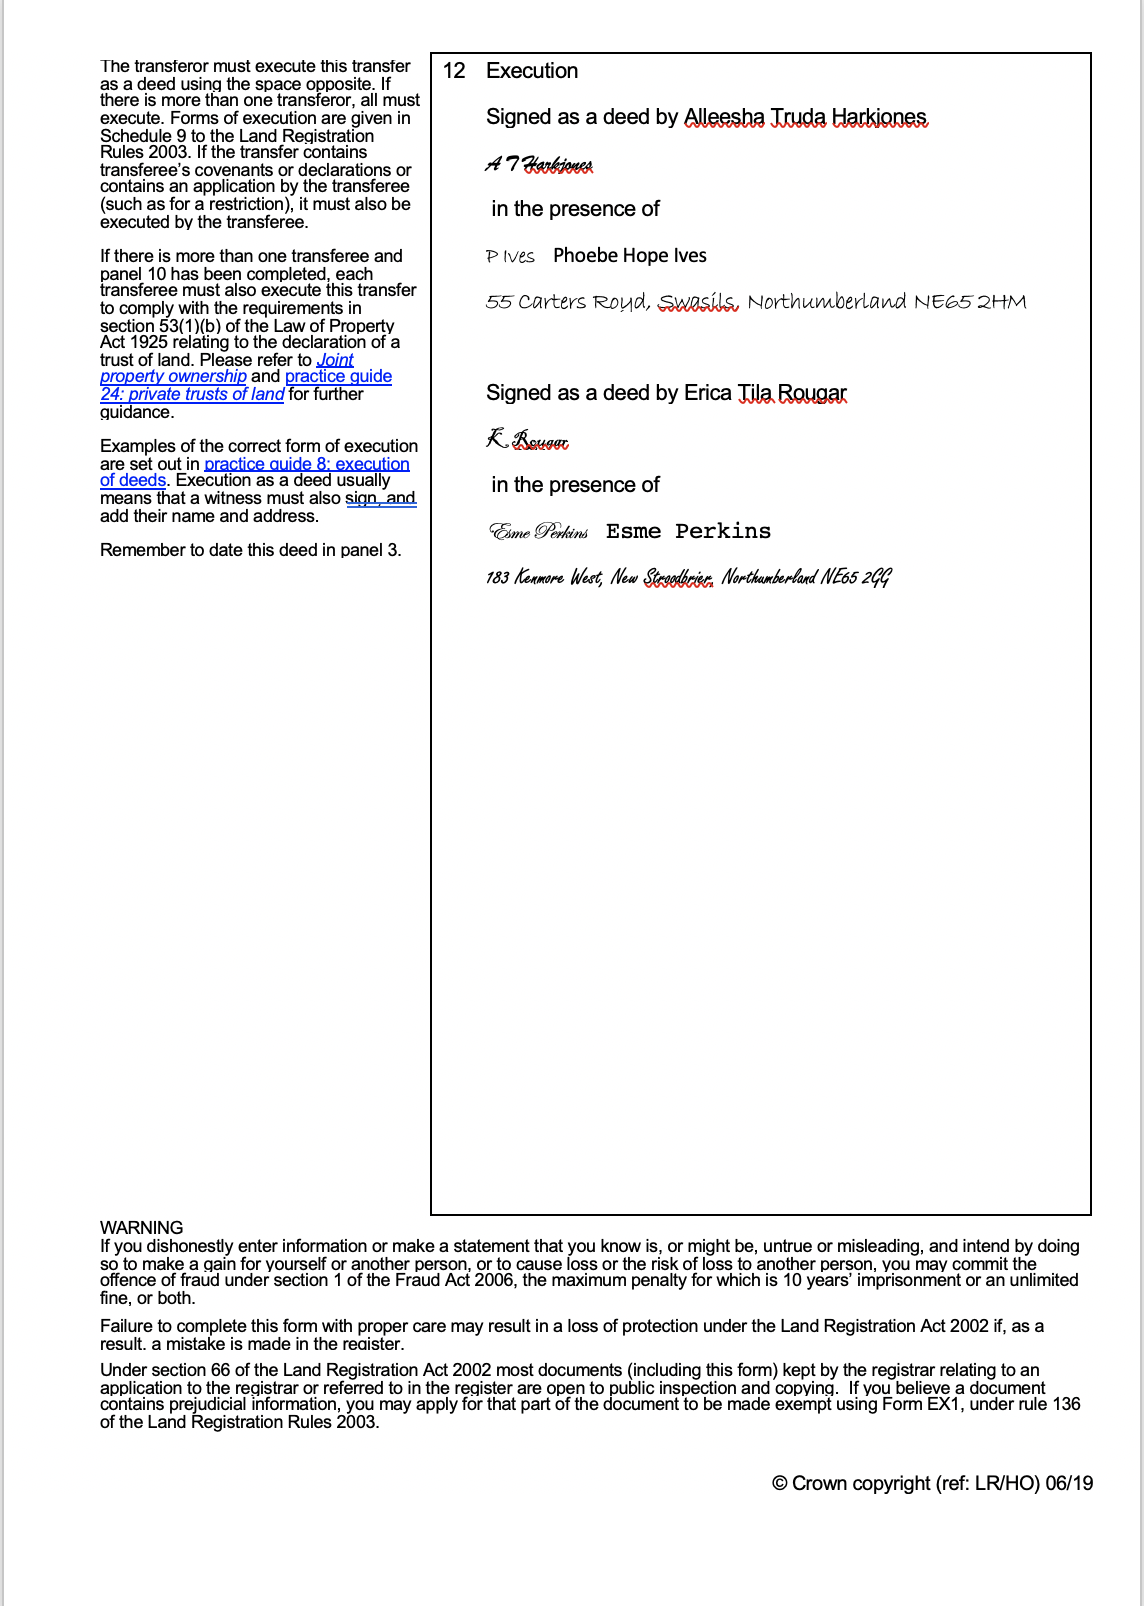 The transferor must execute this transfer
as a deed using the space opposite. If
there is more than one transferor, all must
execute. Forms of execution are given in
Schedule 9 to the Land Registration
Rules 2003. If the transfer contains
transferee's covenants or declarations or
contains an application by the transferee
(such as for a restriction), it must also be
executed by the transferee.
If there is more than one transferee and
panel 10 has been completed, each
transferee must also execute this transfer
to comply with the requirements in
section 53(1)(b) of the Law of Property
Act 1925 relating to the declaration of a
trust of land. Please refer to Joint
property ownership and practice guide
24: private trusts of land for further
guidance.
Examples of the correct form of execution
are set out in practice guide 8: execution
of deeds. Execution as a deed usually
means that a witness must also sign, and
add their name and address.
Remember to date this deed in panel 3.
12 Execution
Signed as a deed by Alleesha Truda Harkjones
A T Harkjones
in the presence of
P Ives Phoebe Hope Ives
55 Carters Royd, Swasils, Northumberland NE65 2HM
Signed as a deed by Erica Tila Rougar
K Rougar
in the presence of
Esme Perkins Esme Perkins
183 Kenmore West, New Stroodbrier, Northumberland NE65 2GG
WARNING
If you dishonestly enter information or make a statement that you know is, or might be, untrue or misleading, and intend by doing
so to make a gain for yourself or another person, or to cause loss or the risk of loss to another person, you may commit the
offence of fraud under section 1 of the Fraud Act 2006, the maximum penalty for which is 10 years' imprisonment or an unlimited
fine, or both.
Failure to complete this form with proper care may result in a loss of protection under the Land Registration Act 2002 if, as a
result, a mistake is made in the register.
Under section 66 of the Land Registration Act 2002 most documents (including this form) kept by the registrar relating to an
application to the registrar or referred to in the register are open to public inspection and copying. If you believe a document
contains prejudicial information, you may apply for that part of the document to be made exempt using Form EX1, under rule 136
of the Land Registration Rules 2003.
© Crown copyright (ref: LR/HO) 06/19